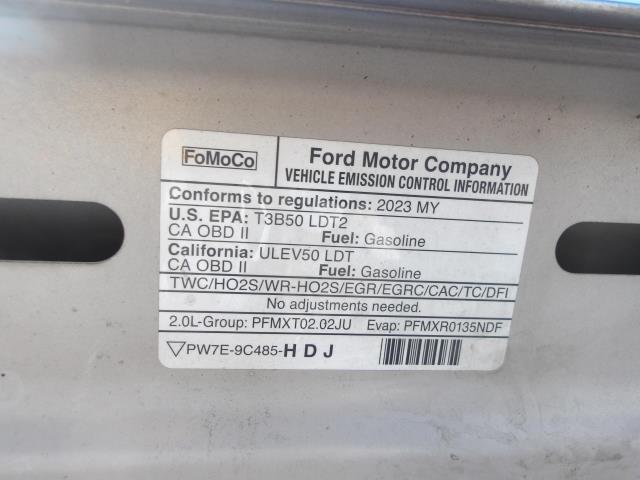 FoMoCo
Ford Motor Company
VEHICLE EMISSION CONTROL INFORMATION
Conforms to regulations: 2023 MY
U.S. EPA: T3B50 LDT2
CA OBD II Fuel: Gasoline
California: ULEV50 LDT
CA OBD II Fuel: Gasoline
TWC/HO2S/WR-HO2S/EGR/EGRC/CAC/TC/DFI
No adjustments needed.
2.0L-Group: PFMXT02.02JU Evap: PFMXR0135NDF
PW7E-9C485-HDJ